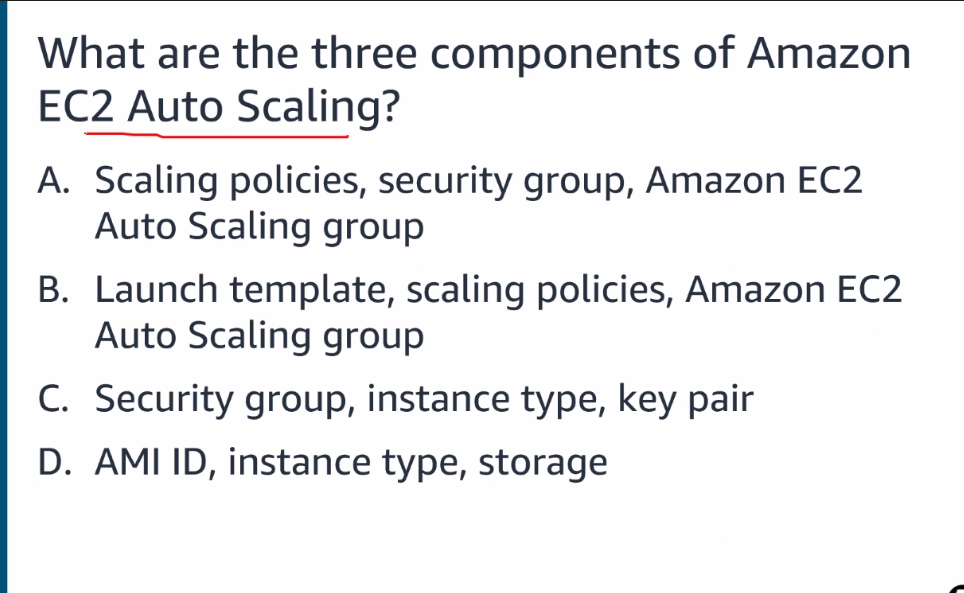 What are the three components of Amazon
EC2 Auto Scaling?
A. Scaling policies, security group, Amazon EC2
Auto Scaling group
B. Launch template, scaling policies, Amazon EC2
Auto Scaling group
C. Security group, instance type, key pair
D. AMI ID, instance type, storage